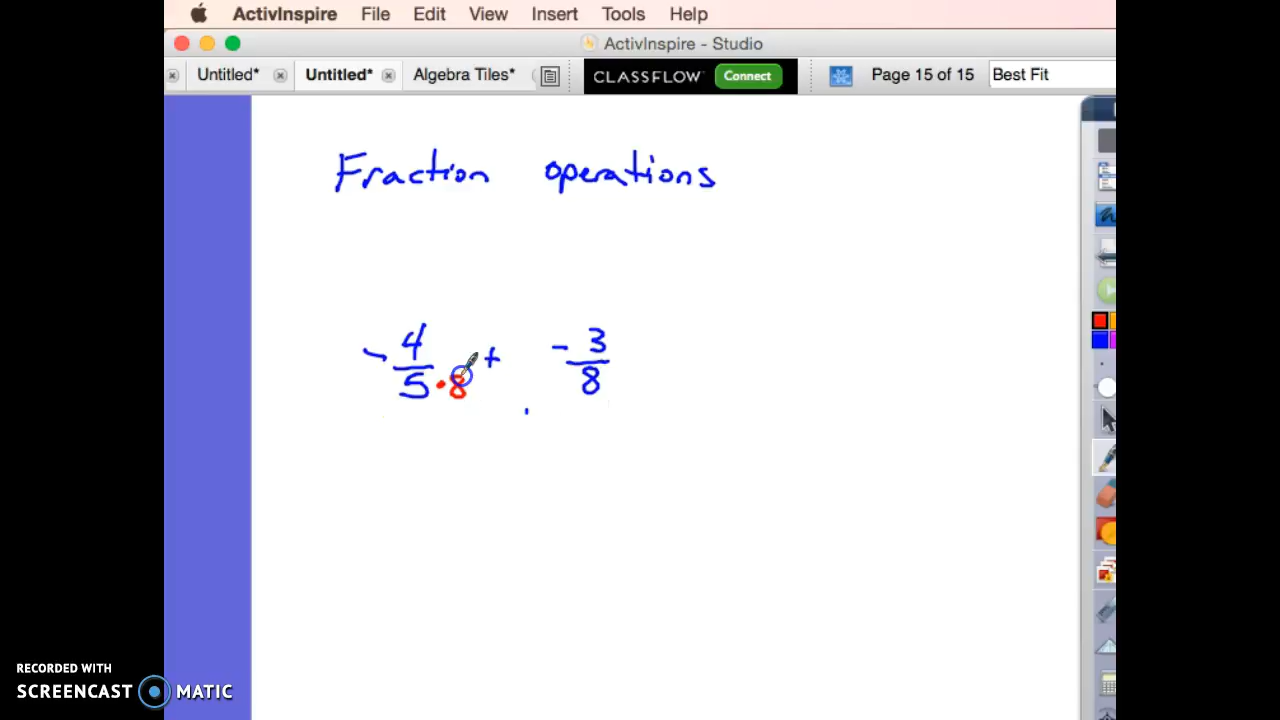 ActivInspire File Edit View Insert Tools Help
ActivInspire - Studio
Untitled* Untitled* Algebra Tiles* CLASSFLOW Connect Page 15 of 15 Best Fit
Fraction operations
- 4/5 · 8 + -3/8
RECORDED WITH
SCREENCAST MATIC